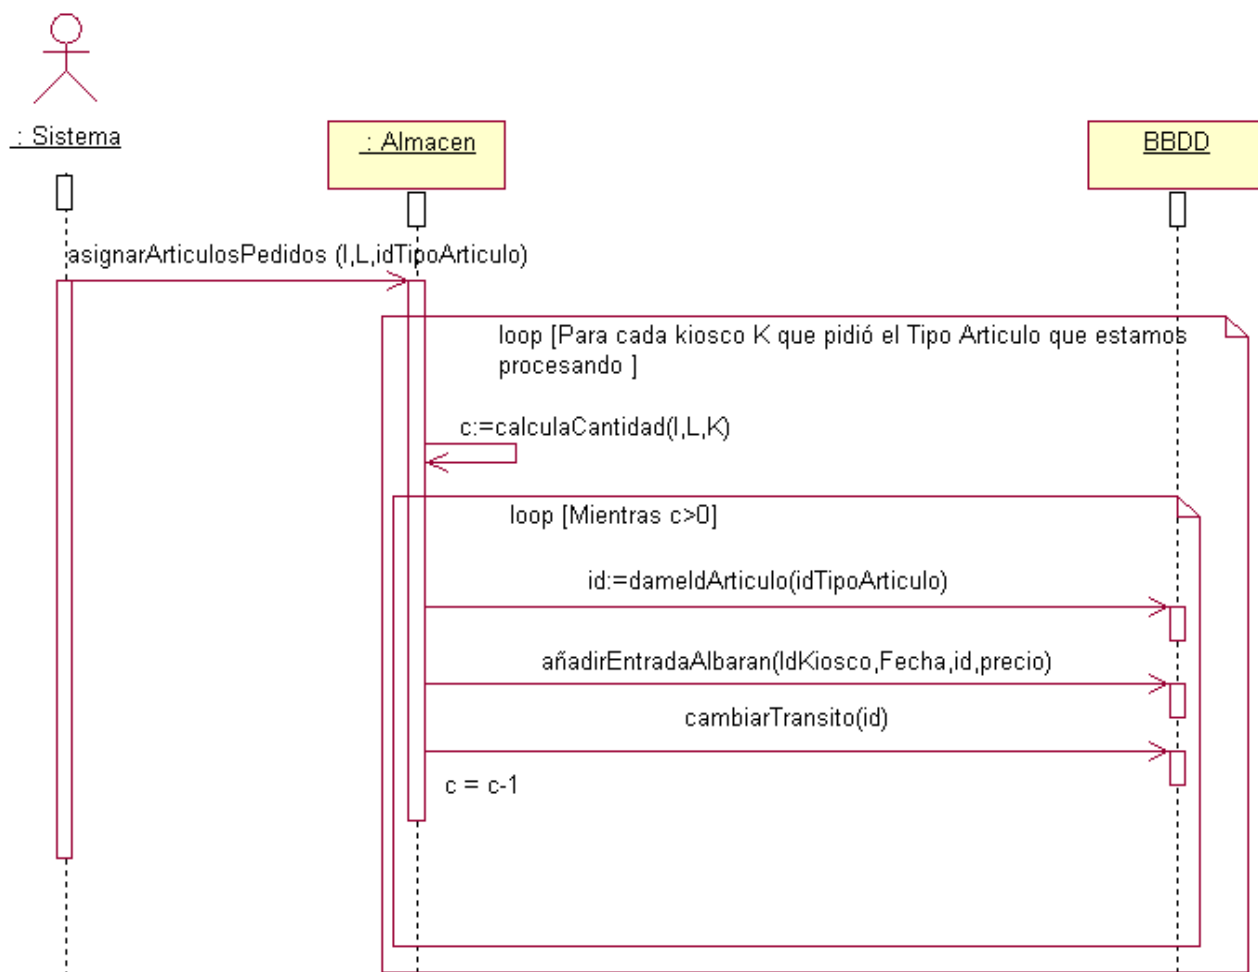 : Sistema
: Almacen
BBDD
asignarArticulosPedidos (I,L,idTipoArticulo)
loop [Para cada kiosco K que pidió el Tipo Articulo que estamos
procesando ]
c:=calculaCantidad(I,L,K)
loop [Mientras c>0]
id:=dameIdArticulo(idTipoArticulo)
añadirEntradaAlbaran(IdKiosco,Fecha,id,precio)
cambiarTransito(id)
c = c-1